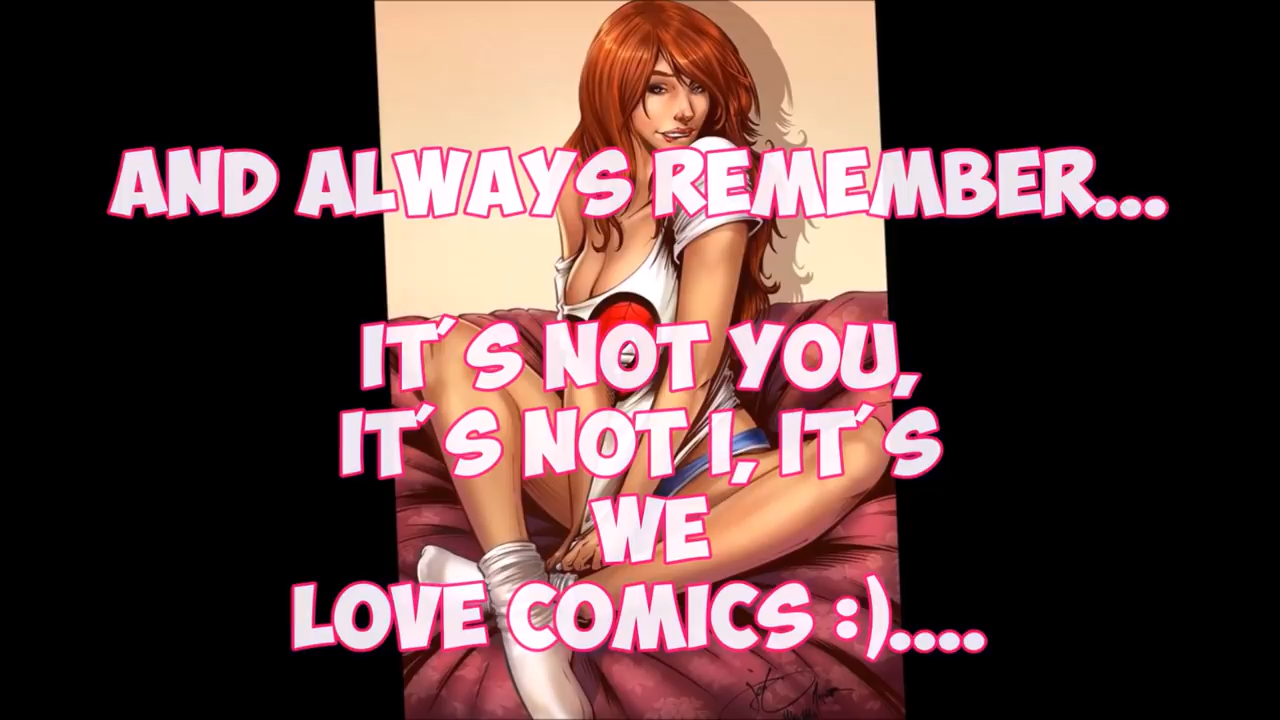 AND ALWAYS REMEMBER...
IT´S NOT YOU,
IT´S NOT I, IT´S
WE
LOVE COMICS :)....